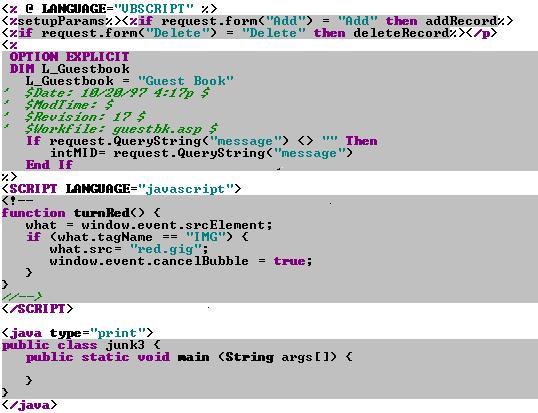 <% @ LANGUAGE="VBSCRIPT" %>
<%setupParams%><%if request.form("Add") = "Add" then addRecord%>
<%if request.form("Delete") = "Delete" then deleteRecord%></p>
<%
OPTION EXPLICIT
DIM L_Guestbook
L_Guestbook = "Guest Book"
' $Date: 10/20/97 4:17p $
' $ModTime: $
' $Revision: 17 $
' $Workfile: guestbk.asp $
If request.QueryString("message") <> "" Then
intMID= request.QueryString("message")
End If
%>
<SCRIPT LANGUAGE="javascript">
<!--
function turnRed() {
what = window.event.srcElement;
if (what.tagName == "IMG") {
what.src= "red.gig";
window.event.cancelBubble = true;
}
}
//-->
</SCRIPT>
<java type="print">
public class junk3 {
public static void main (String args[]) {
}
}
</java>